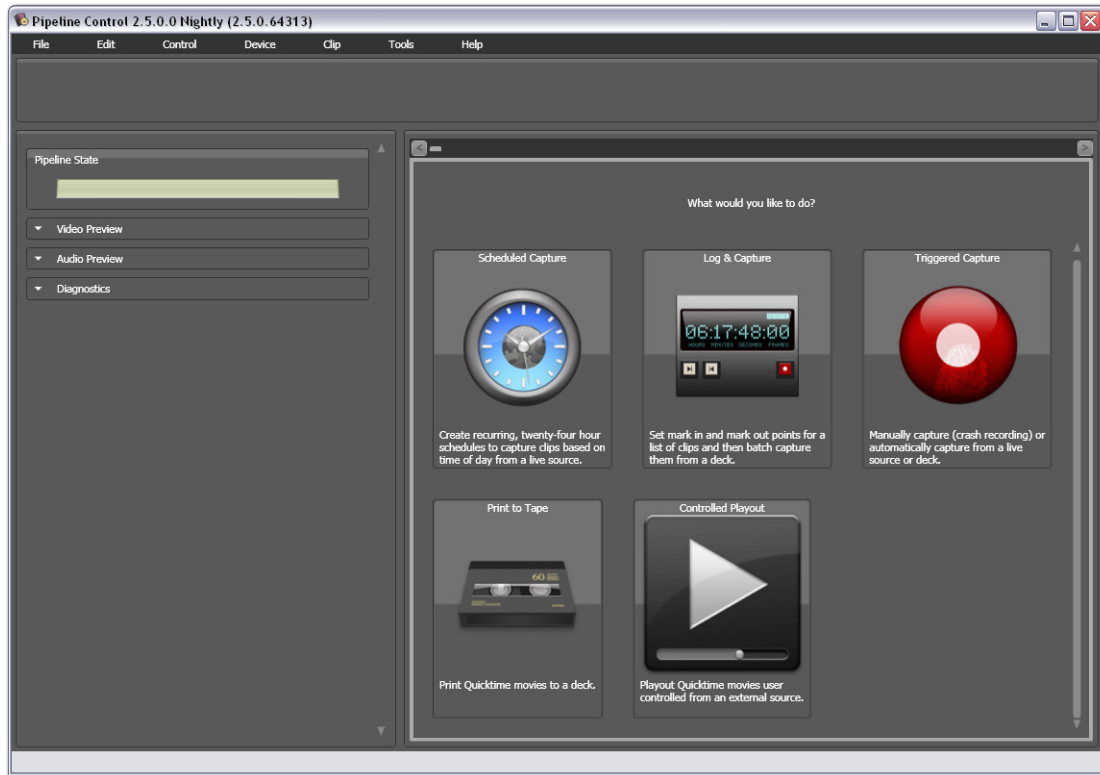 Pipeline Control 2.5.0.0 Nightly (2.5.0.64313)
File Edit Control Device Clip Tools Help
Pipeline State
Video Preview
Audio Preview
Diagnostics
What would you like to do?
Scheduled Capture
Create recurring, twenty-four hour
schedules to capture clips based on
time of day from a live source.
Log & Capture
06:17:48:00
HOURS MINUTES SECONDS FRAMES
Set mark in and mark out points for a
list of clips and then batch capture
them from a deck.
Triggered Capture
Manually capture (crash recording) or
automatically capture from a live
source or deck.
Print to Tape
60
Print Quicktime movies to a deck.
Controlled Playout
Playout Quicktime movies user
controlled from an external source.